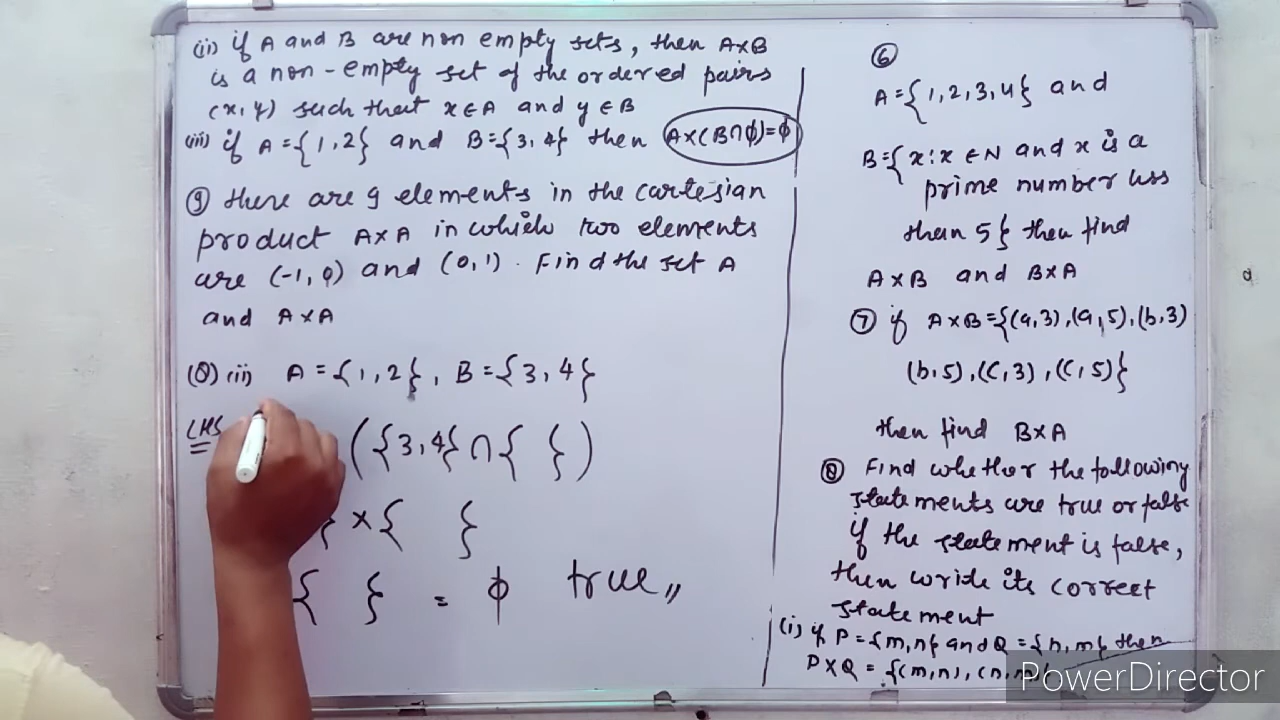 (ii) if A and B are non empty sets, then A×B
is a non-empty set of the ordered pairs
(x,y) such that x∈A and y∈B
(iii) if A={1,2} and B={3,4} then A×(B∩ϕ)=ϕ
⑨ there are 9 elements in the cartesian
product A×A in which two elements
are (-1,0) and (0,1). Find the set A
and A×A
(8) (ii) A={1,2}, B={3,4}
LHS
({3,4}∩{ })
} ×{ }
{ } = ϕ true,,
⑥
A={1,2,3,4} and
B={x:x∈N and x is a
prime number less
than 5} then find
A×B and B×A
⑦ if A×B={(a,3),(a,5),(b,3)
(b,5),(c,3),(c,5)}
then find B×A
⑧ Find whether the following
statements are true or false
if the statement is false,
then write its correct
statement
(i) if P={m,n} and Q={n,m} then
P×Q={(m,n),(n,m)
PowerDirector